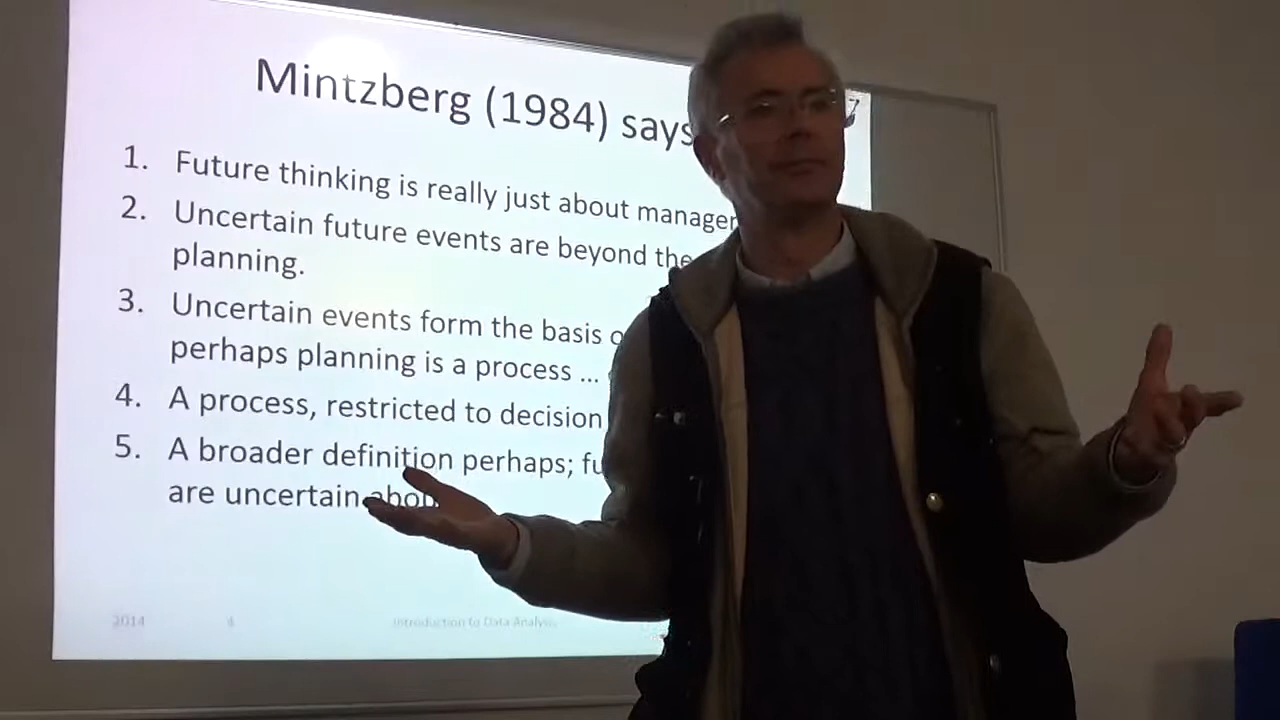 Mintzberg (1984) says
1. Future thinking is really just about
2. Uncertain future events are beyond the
planning.
3. Uncertain events form the basis
perhaps planning is a process ...
4. A process, restricted to decision
5. A broader definition perhaps;
are uncertain
2014 4 Introduction to Data Analysis